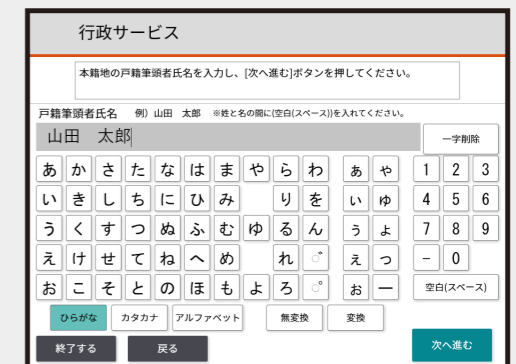 行政サービス
本籍地の戸籍筆頭者氏名を入力し、[次へ進む]ボタンを押してください。
戸籍筆頭者氏名 例）山田 太郎 ※姓と名の間に(空白(スペース))を入れてください。
山田 太郎 一字削除
あ か さ た な は ま や ら わ ぁ ゃ 1 2 3
い き し ち に ひ み り を ぃ ゅ 4 5 6
う く す つ ぬ ふ む ゆ る ん ぅ ょ 7 8 9
え け せ て ね へ め れ ゛ ぇ っ － 0
お こ そ と の ほ も よ ろ ゜ ぉ ー 空白(スペース)
ひらがな カタカナ アルファベット 無変換 変換
終了する 戻る 次へ進む